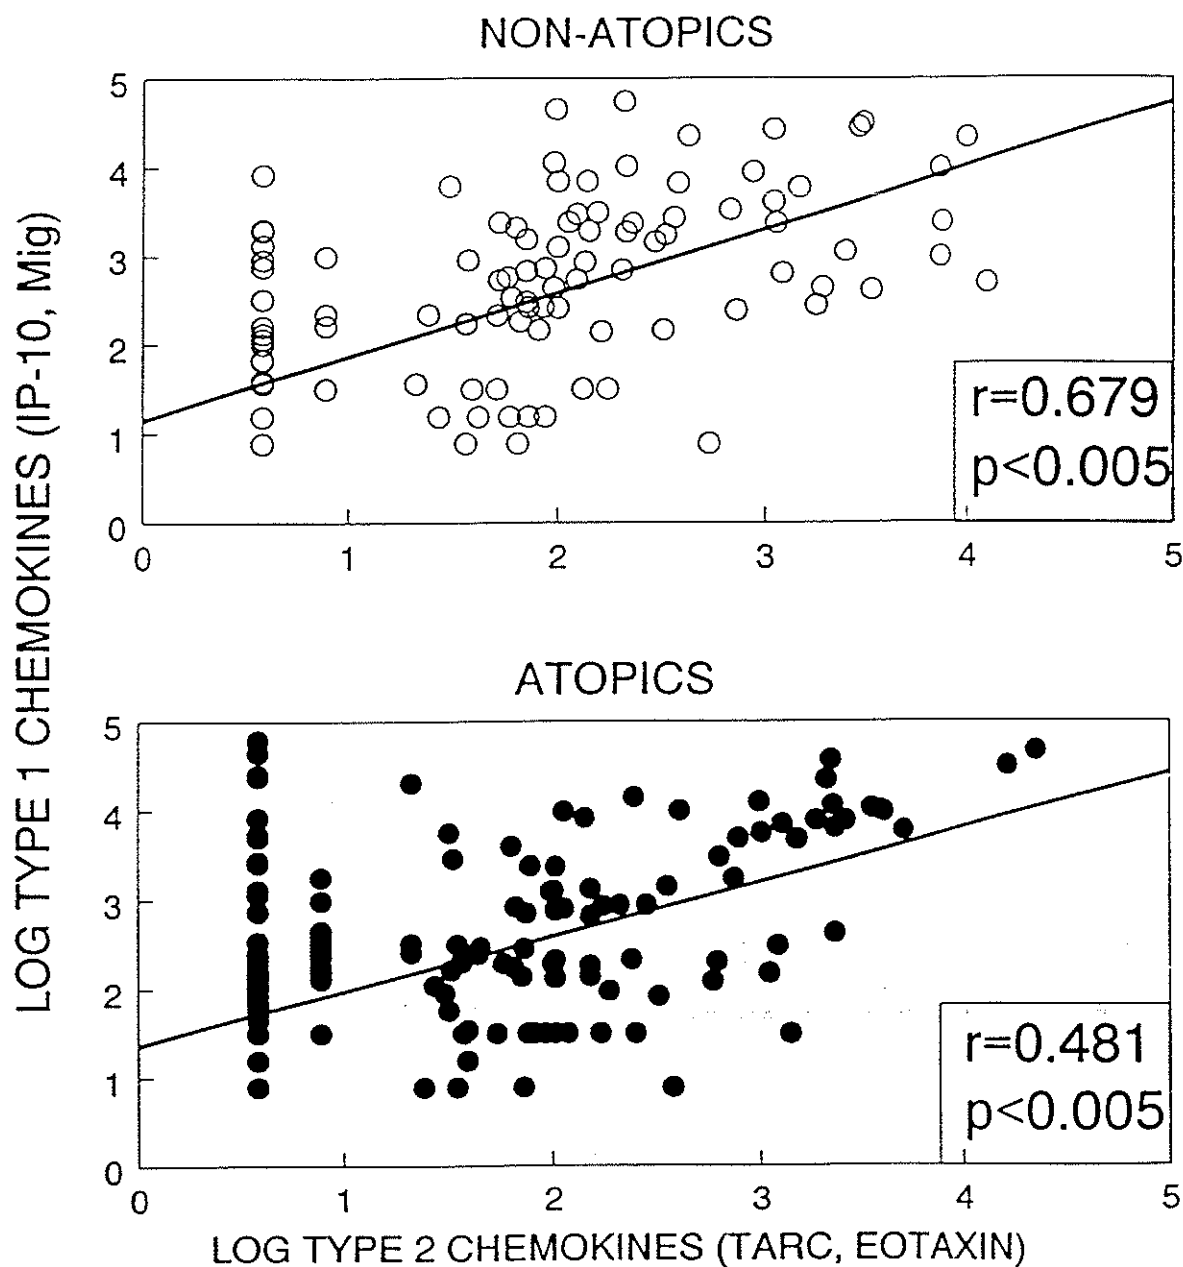 NON-ATOPICS
5
4
3
2
1
0
0 1 2 3 4 5
r=0.679
p<0.005
LOG TYPE 1 CHEMOKINES (IP-10, Mig)
ATOPICS
5
4
3
2
1
0
0 1 2 3 4 5
r=0.481
p<0.005
LOG TYPE 2 CHEMOKINES (TARC, EOTAXIN)